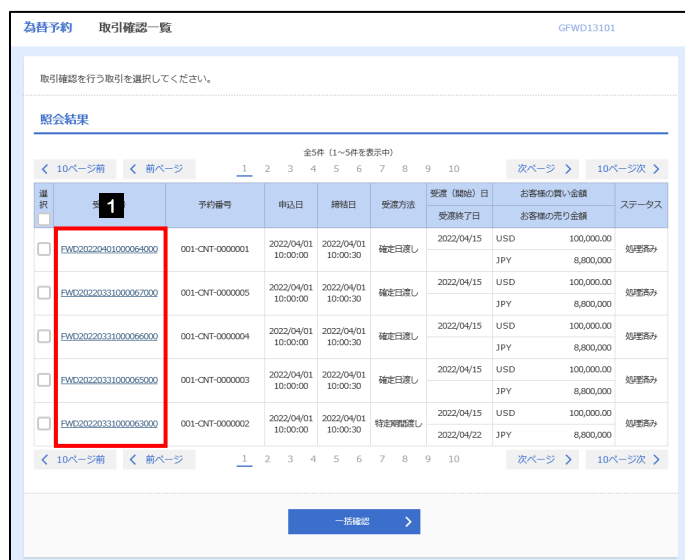 為替予約 取引確認一覧 GFWD13101
取引確認を行う取引を選択してください。
照会結果
全5件（1～5件を表示中）
10ページ前 前ページ 1 2 3 4 5 6 7 8 9 10 次ページ 10ページ次
選択 受 1 予約番号 申込日 締結日 受渡方法 受渡（開始）日 お客様の買い金額 ステータス
受渡終了日 お客様の売り金額
FWD20220401000064000 001-CNT-0000001 2022/04/01 10:00:00 2022/04/01 10:00:30 確定日渡し 2022/04/15 USD 100,000.00 処理済み
JPY 8,800,000
FWD20220331000067000 001-CNT-0000005 2022/04/01 10:00:00 2022/04/01 10:00:30 確定日渡し 2022/04/15 USD 100,000.00 処理済み
JPY 8,800,000
FWD20220331000066000 001-CNT-0000004 2022/04/01 10:00:00 2022/04/01 10:00:30 確定日渡し 2022/04/15 USD 100,000.00 処理済み
JPY 8,800,000
FWD20220331000065000 001-CNT-0000003 2022/04/01 10:00:00 2022/04/01 10:00:30 確定日渡し 2022/04/15 USD 100,000.00 処理済み
JPY 8,800,000
FWD20220331000063000 001-CNT-0000002 2022/04/01 10:00:00 2022/04/01 10:00:30 特定期間渡し 2022/04/15 USD 100,000.00 処理済み
2022/04/22 JPY 8,800,000
10ページ前 前ページ 1 2 3 4 5 6 7 8 9 10 次ページ 10ページ次
一括確認